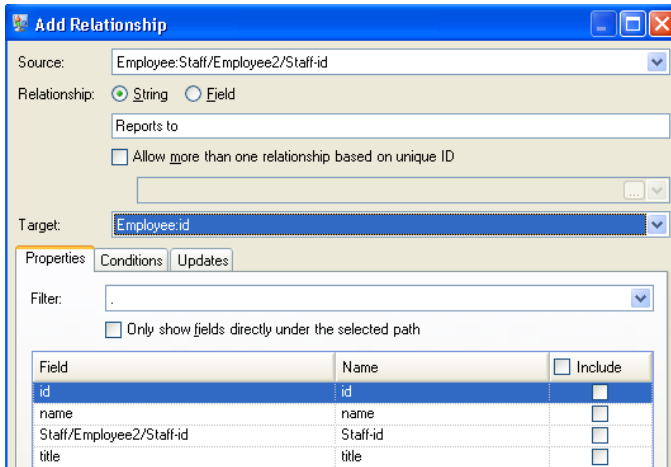 Add Relationship
Source: Employee:Staff/Employee2/Staff-id
Relationship: String Field
Reports to
Allow more than one relationship based on unique ID
...
Target: Employee:id
Properties Conditions Updates
Filter: .
Only show fields directly under the selected path
Field Name Include
id id
name name
Staff/Employee2/Staff-id Staff-id
title title